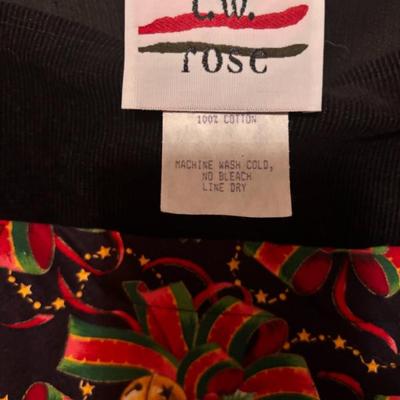 t.w.
rose
100% COTTON
MACHINE WASH COLD,
NO BLEACH
LINE DRY